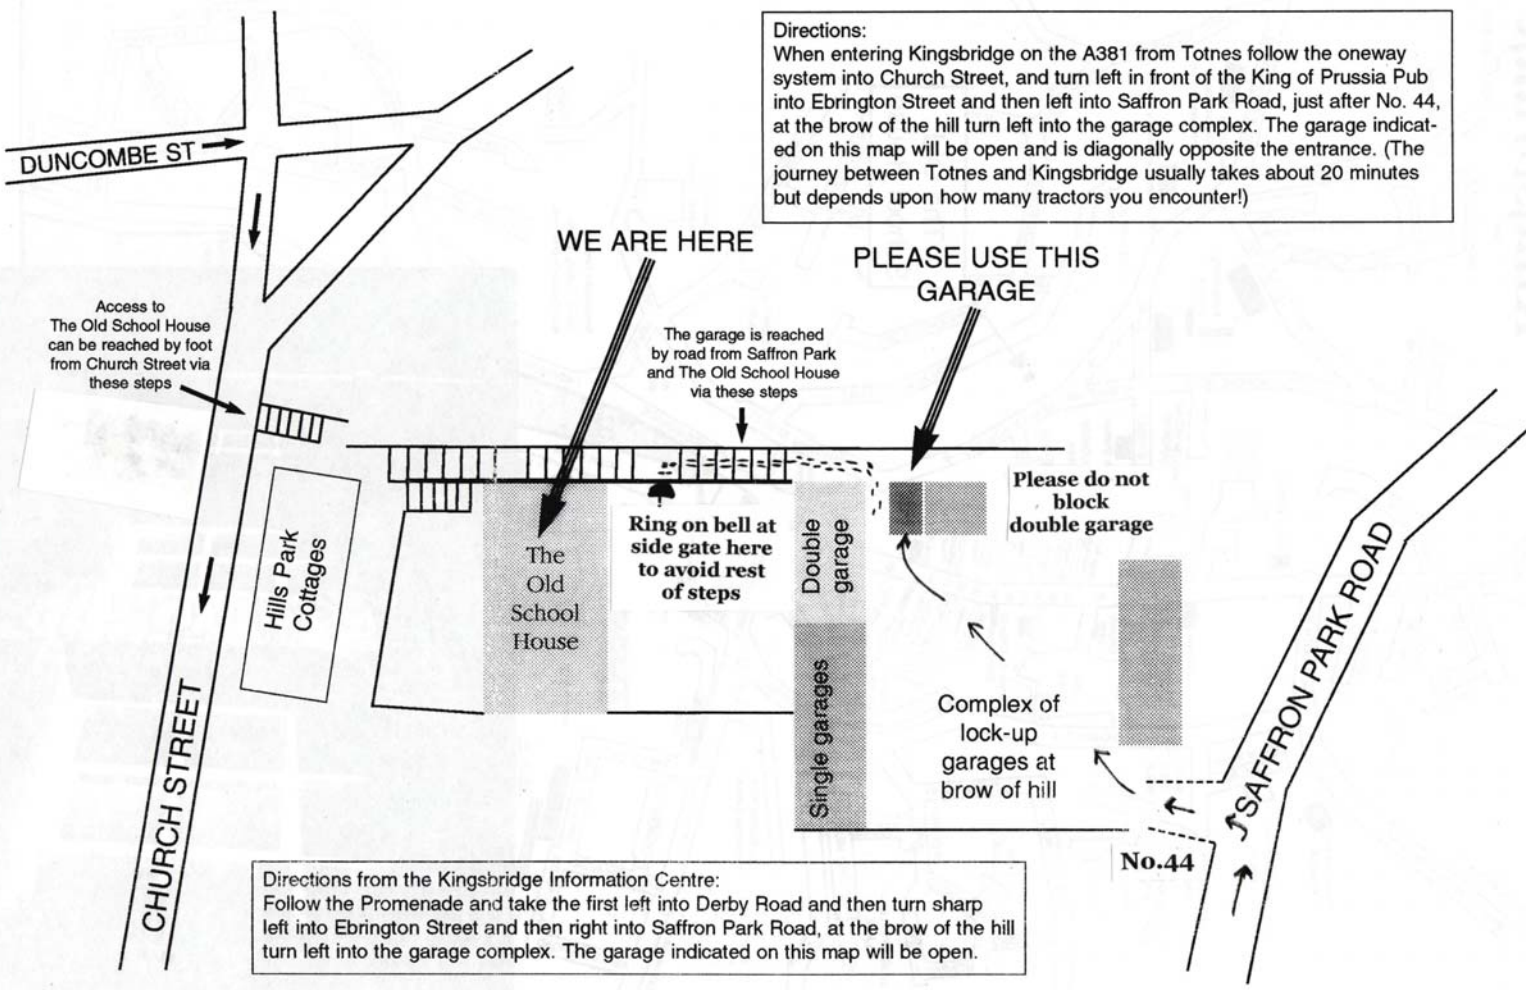 Directions:
When entering Kingsbridge on the A381 from Totnes follow the oneway
system into Church Street, and turn left in front of the King of Prussia Pub
into Ebrington Street and then left into Saffron Park Road, just after No. 44,
at the brow of the hill turn left into the garage complex. The garage indicat-
ed on this map will be open and is diagonally opposite the entrance. (The
journey between Totnes and Kingsbridge usually takes about 20 minutes
but depends upon how many tractors you encounter!)
DUNCOMBE ST
WE ARE HERE
PLEASE USE THIS
GARAGE
Access to
The Old School House
can be reached by foot
from Church Street via
these steps
The garage is reached
by road from Saffron Park
and The Old School House
via these steps
Please do not
block
double garage
Ring on bell at
side gate here
to avoid rest
of steps
The
Old
School
House
Hills Park
Cottages
Double
garage
Single garages
Complex of
lock-up
garages at
brow of hill
SAFFRON PARK ROAD
CHURCH STREET
No.44
Directions from the Kingsbridge Information Centre:
Follow the Promenade and take the first left into Derby Road and then turn sharp
left into Ebrington Street and then right into Saffron Park Road, at the brow of the hill
turn left into the garage complex. The garage indicated on this map will be open.